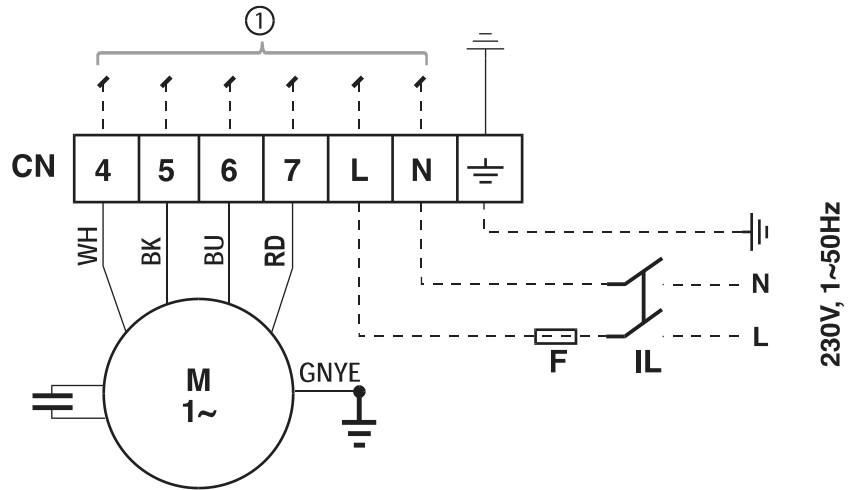 1
CN 4 5 6 7 L N
WH BK BU RD
N
L
F IL
230V, 1~50Hz
M
1~
GNYE